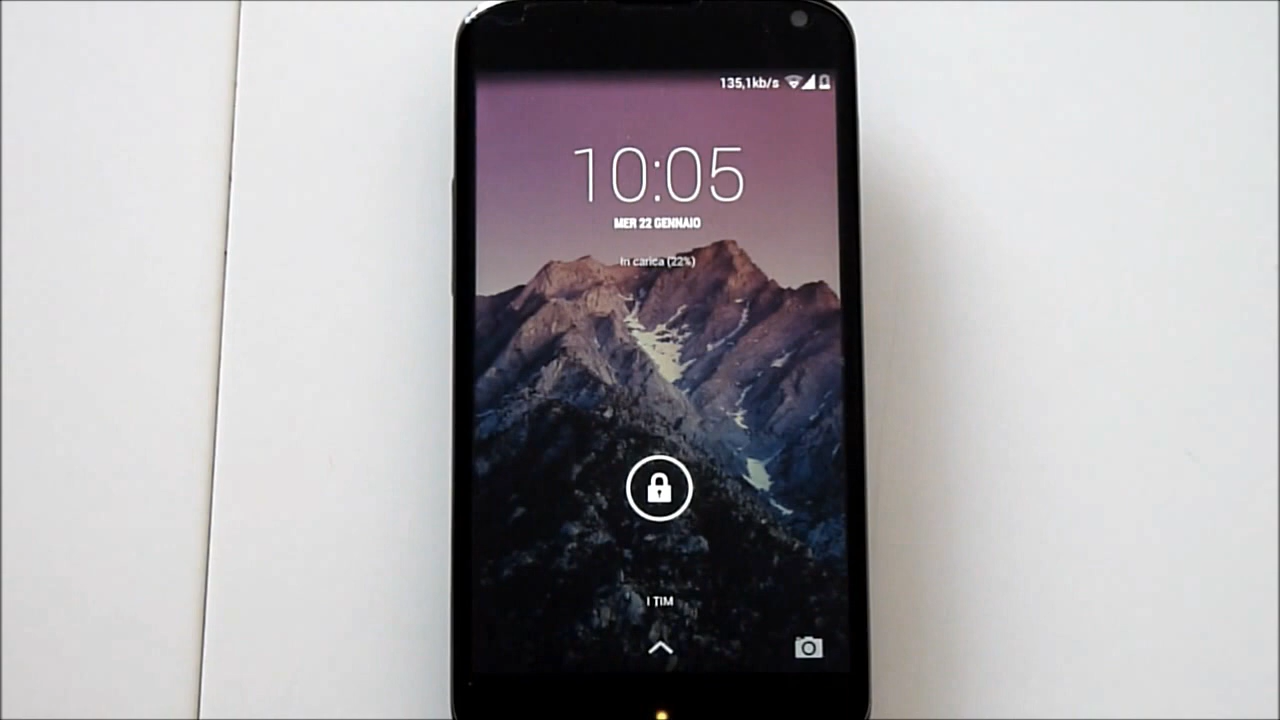 135,1kb/s
10:05
MER 22 GENNAIO
In carica (22%)
I TIM